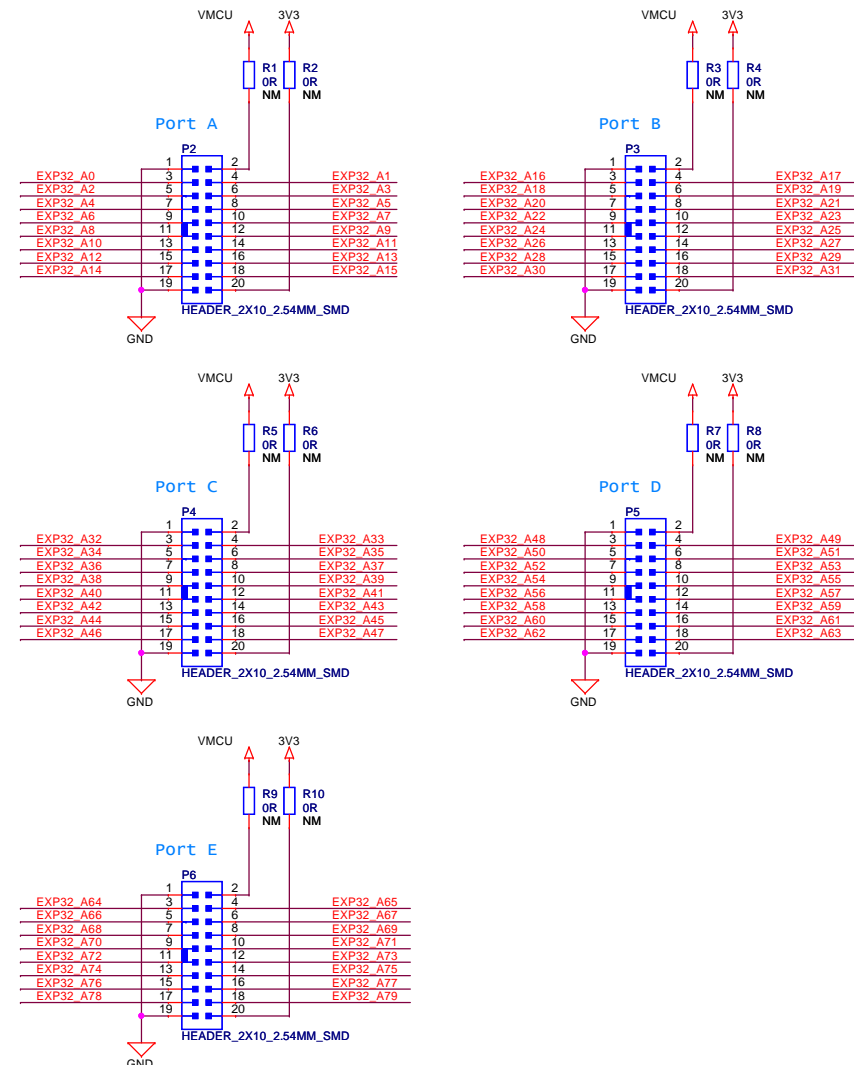 VMCU 3V3
R1 R2
0R 0R
NM NM
Port A
P2
1 2
EXP32_A0 3 4 EXP32_A1
EXP32_A2 5 6 EXP32_A3
EXP32_A4 7 8 EXP32_A5
EXP32_A6 9 10 EXP32_A7
EXP32_A8 11 12 EXP32_A9
EXP32_A10 13 14 EXP32_A11
EXP32_A12 15 16 EXP32_A13
EXP32_A14 17 18 EXP32_A15
19 20
HEADER_2X10_2.54MM_SMD
GND
VMCU 3V3
R3 R4
0R 0R
NM NM
Port B
P3
1 2
EXP32_A16 3 4 EXP32_A17
EXP32_A18 5 6 EXP32_A19
EXP32_A20 7 8 EXP32_A21
EXP32_A22 9 10 EXP32_A23
EXP32_A24 11 12 EXP32_A25
EXP32_A26 13 14 EXP32_A27
EXP32_A28 15 16 EXP32_A29
EXP32_A30 17 18 EXP32_A31
19 20
HEADER_2X10_2.54MM_SMD
GND
VMCU 3V3
R5 R6
0R 0R
NM NM
Port C
P4
1 2
EXP32_A32 3 4 EXP32_A33
EXP32_A34 5 6 EXP32_A35
EXP32_A36 7 8 EXP32_A37
EXP32_A38 9 10 EXP32_A39
EXP32_A40 11 12 EXP32_A41
EXP32_A42 13 14 EXP32_A43
EXP32_A44 15 16 EXP32_A45
EXP32_A46 17 18 EXP32_A47
19 20
HEADER_2X10_2.54MM_SMD
GND
VMCU 3V3
R7 R8
0R 0R
NM NM
Port D
P5
1 2
EXP32_A48 3 4 EXP32_A49
EXP32_A50 5 6 EXP32_A51
EXP32_A52 7 8 EXP32_A53
EXP32_A54 9 10 EXP32_A55
EXP32_A56 11 12 EXP32_A57
EXP32_A58 13 14 EXP32_A59
EXP32_A60 15 16 EXP32_A61
EXP32_A62 17 18 EXP32_A63
19 20
HEADER_2X10_2.54MM_SMD
GND
VMCU 3V3
R9 R10
0R 0R
NM NM
Port E
P6
1 2
EXP32_A64 3 4 EXP32_A65
EXP32_A66 5 6 EXP32_A67
EXP32_A68 7 8 EXP32_A69
EXP32_A70 9 10 EXP32_A71
EXP32_A72 11 12 EXP32_A73
EXP32_A74 13 14 EXP32_A75
EXP32_A76 15 16 EXP32_A77
EXP32_A78 17 18 EXP32_A79
19 20
HEADER_2X10_2.54MM_SMD
GND